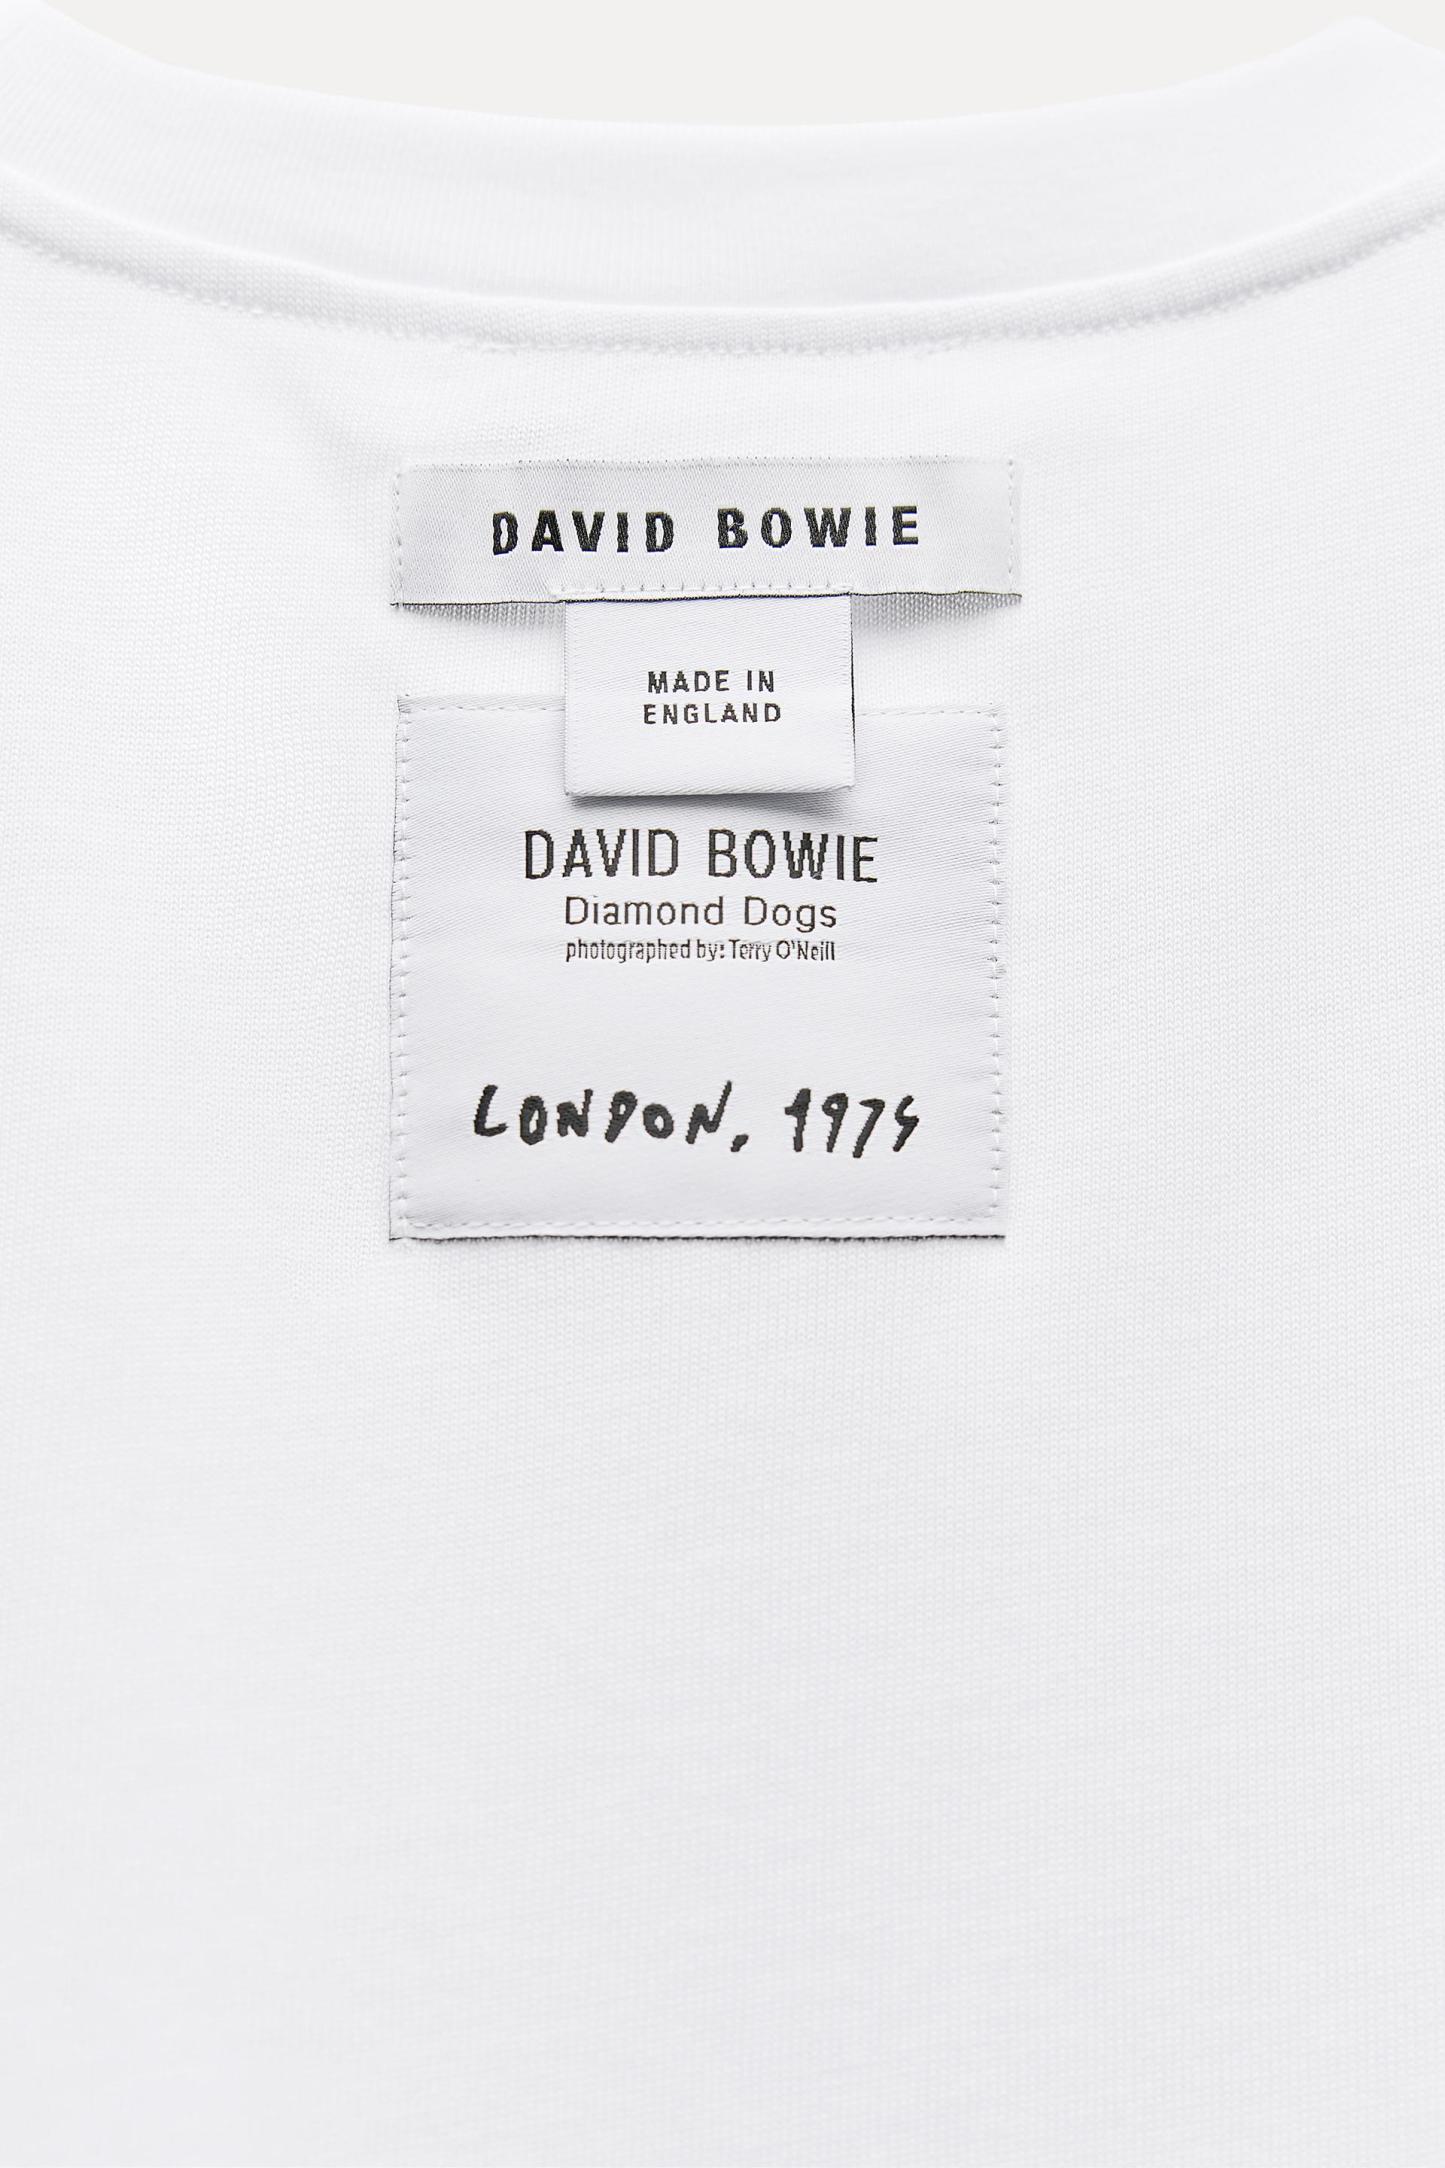 DAVID BOWIE
MADE IN
ENGLAND
DAVID BOWIE
Diamond Dogs
photographed by: Terry O'Neill
LONDON, 1974